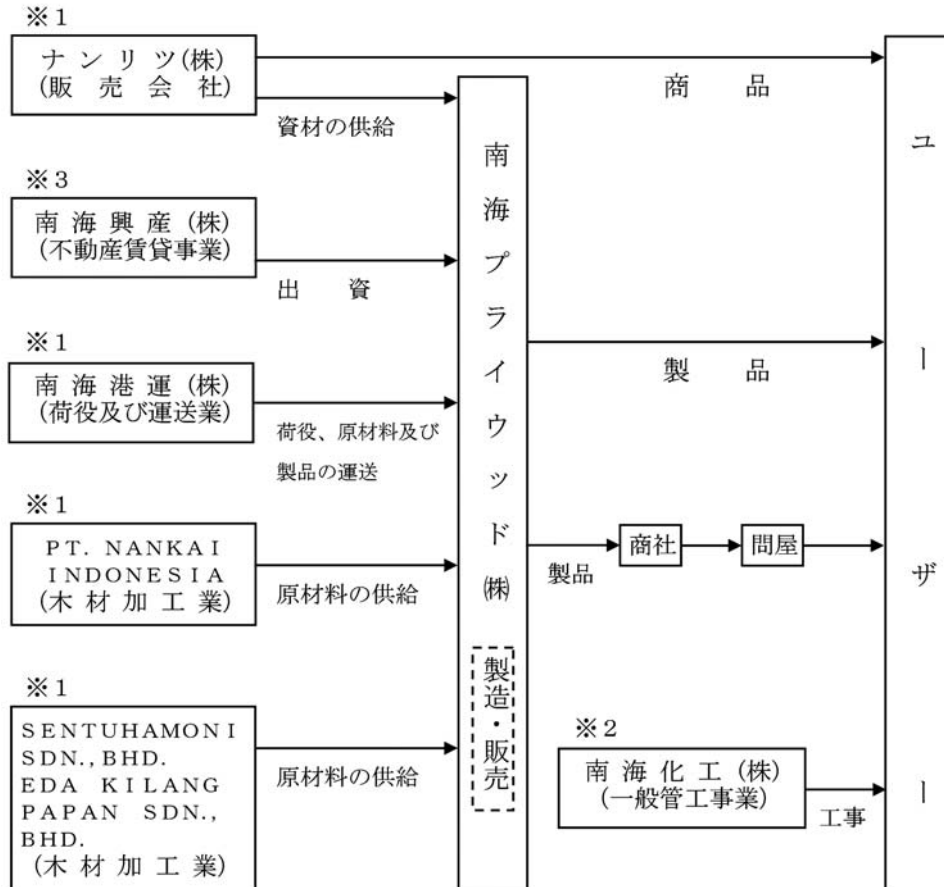 ※1
ナンリツ(株)
(販売会社)
商品
資材の供給
※3
南海興産(株)
(不動産賃貸事業)
出資
※1
南海港運(株)
(荷役及び運送業)
荷役、原材料及び
製品の運送
※1
PT. NANKAI
INDONESIA
(木材加工業)
原材料の供給
※1
SENTUHAMONI
SDN.,BHD.
EDA KILANG
PAPAN SDN.,
BHD.
(木材加工業)
原材料の供給
南海プライウッド㈱
製造・販売
製品
製品
商社
問屋
※2
南海化工(株)
(一般管工事業)
工事
ユーザー